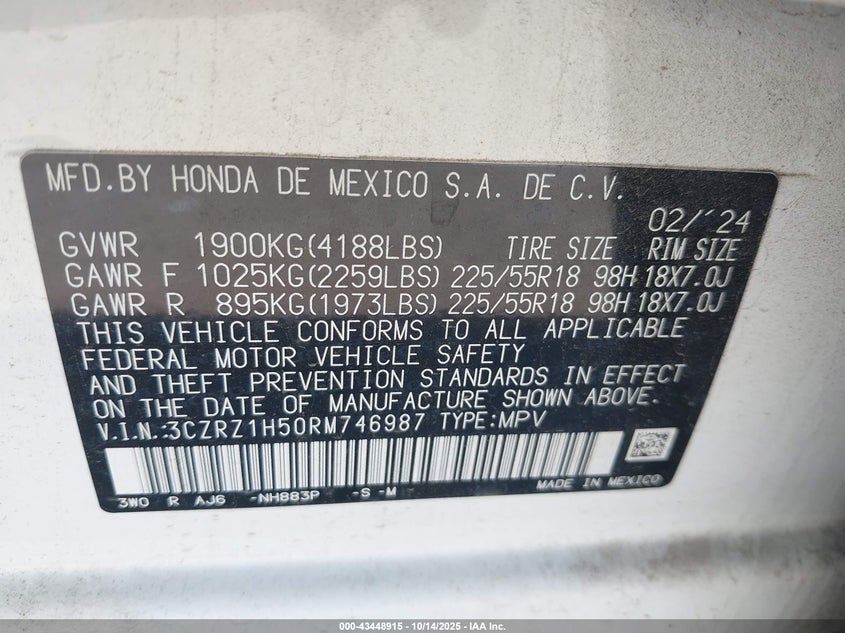 MFD.BY HONDA DE MEXICO S.A. DE C.V.
02/´24
GVWR 1900KG(4188LBS) TIRE SIZE RIM SIZE
GAWR F 1025KG(2259LBS) 225/55R18 98H 18X7.0J
GAWR R 895KG(1973LBS) 225/55R18 98H 18X7.0J
THIS VEHICLE CONFORMS TO ALL APPLICABLE
FEDERAL MOTOR VEHICLE SAFETY
AND THEFT PREVENTION STANDARDS IN EFFECT
ON THE DATE OF MANUFACTURE SHOWN ABOVE.
V.I.N.:3CZRZ1H50RM746987 TYPE:MPV
3W0 R AJ6 -NH883P -S -M MADE IN MEXICO
000-43448915 - 10/14/2025 - IAA Inc.